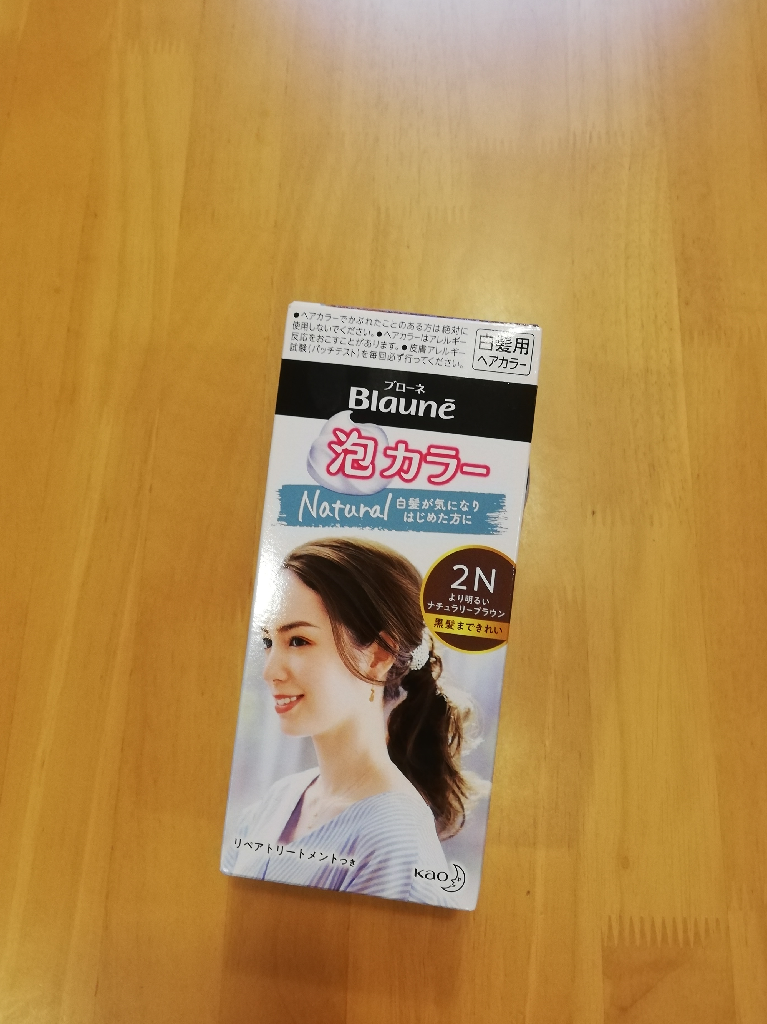 ●ヘアカラーでかぶれたことのある方は絶対に
使用しないでください。●ヘアカラーはアレルギー
反応をおこすことがあります。●皮膚アレルギー
試験(パッチテスト)を毎回必ず行ってください。
白髪用
ヘアカラー
ブローネ
Blaunē
泡カラー
Natural
白髪が気になり
はじめた方に
2N
より明るい
ナチュラリーブラウン
黒髪まできれい
リペアトリートメントつき
Kao